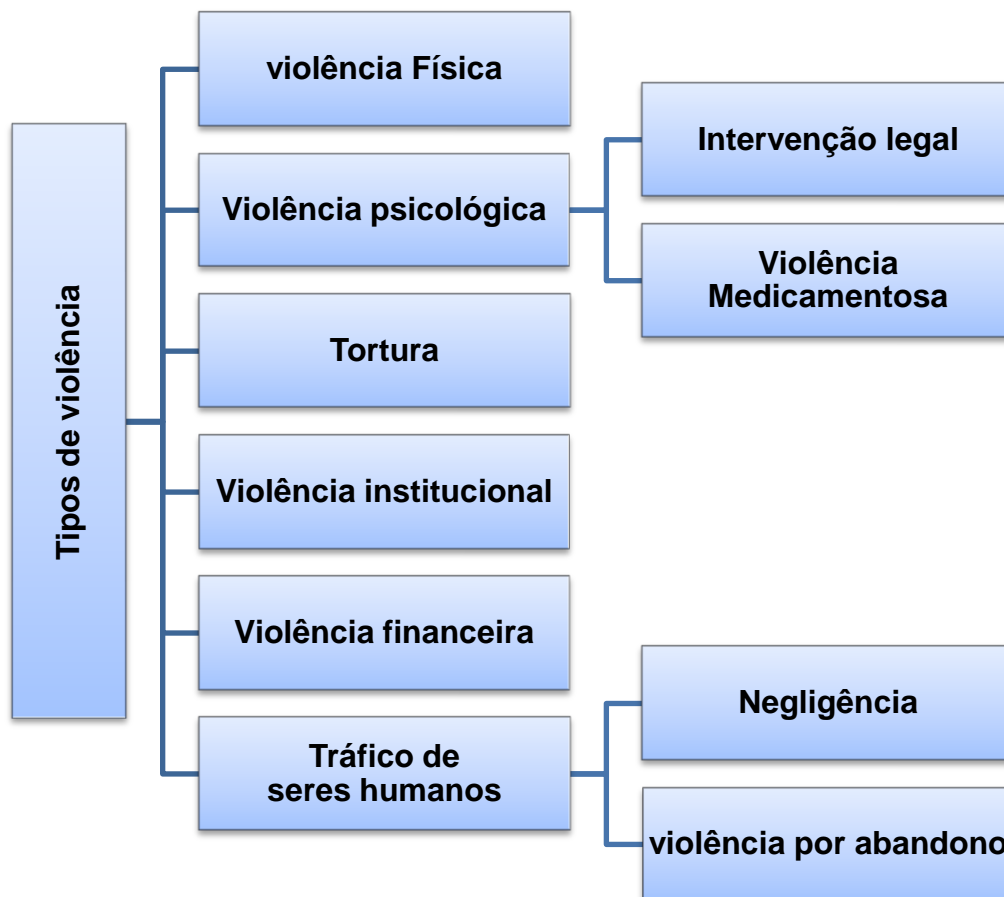 Tipos de violência
violência Física
Violência psicológica
Intervenção legal
Violência
Medicamentosa
Tortura
Violência institucional
Violência financeira
Tráfico de
seres humanos
Negligência
violência por abandono